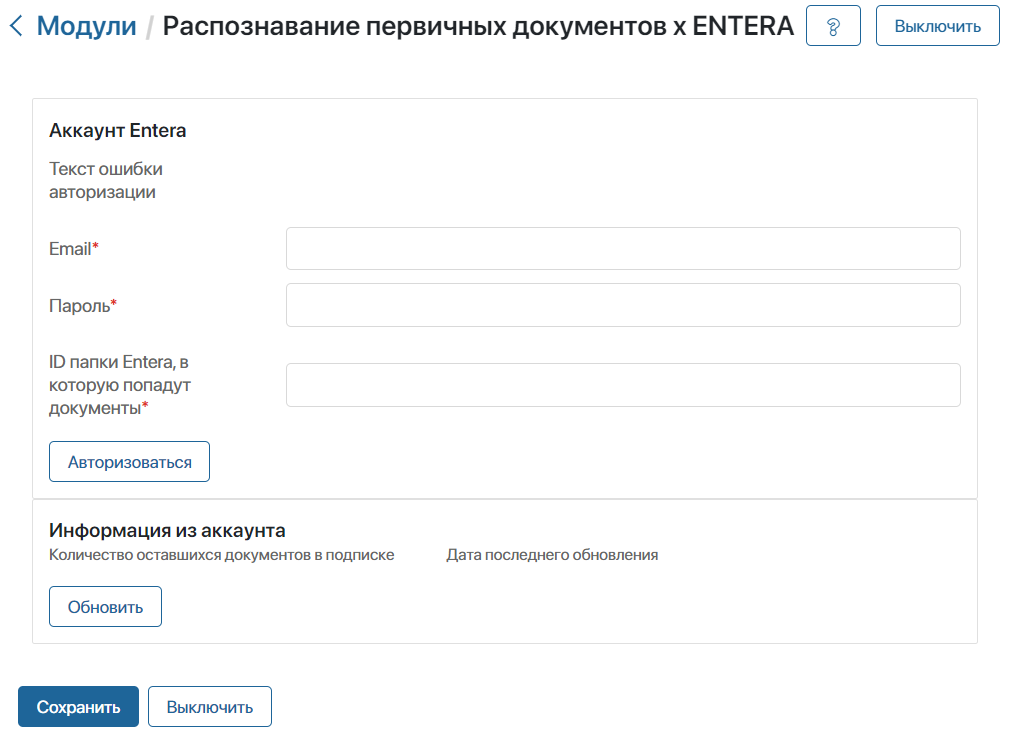 Модули / Распознавание первичных документов x ENTERA ? Выключить
Аккаунт Entera
Текст ошибки
авторизации
Email*
Пароль*
ID папки Entera, в
которую попадут
документы*
Авторизоваться
Информация из аккаунта
Количество оставшихся документов в подписке Дата последнего обновления
Обновить
Сохранить Выключить